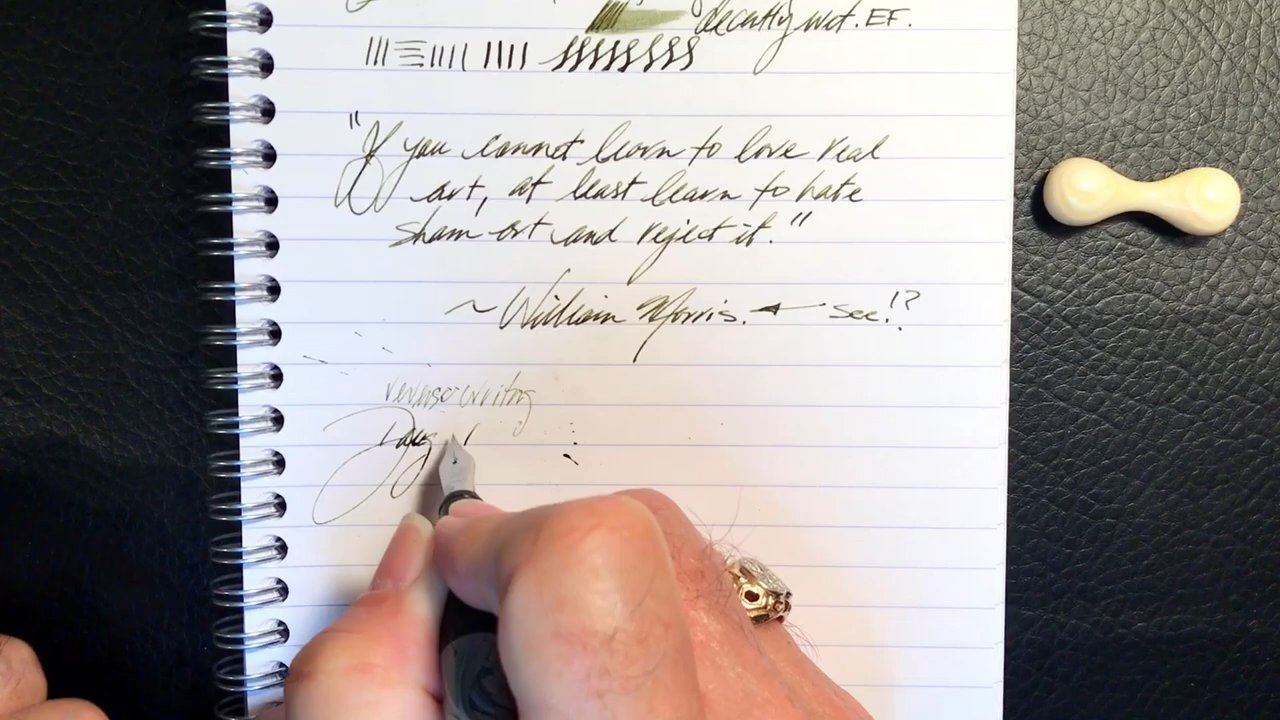 wet. EF.
"If you cannot learn to love real
art, at least learn to hate
sham art and reject it."
~ William Morris. ← See!?
reverse writing